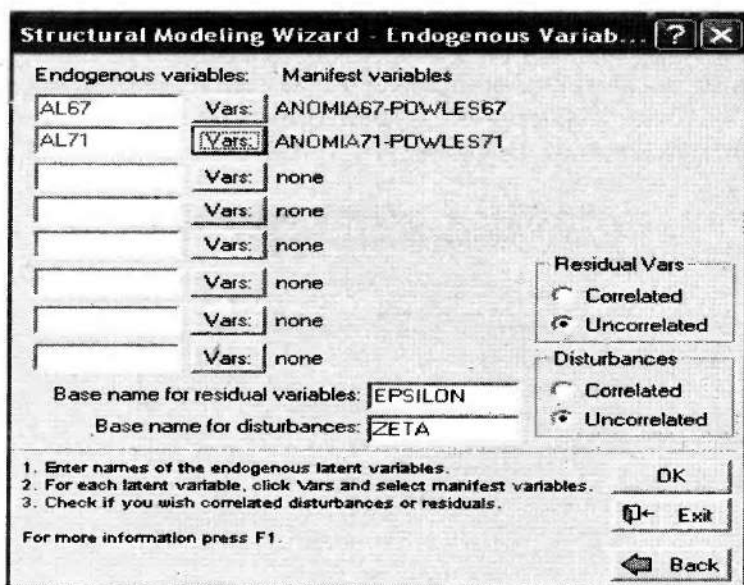 Structural Modeling Wizard - Endogenous Variab...
Endogenous variables: Manifest variables
AL67 Vars: ANOMIA67-POWLES67
AL71 Vars: ANOMIA71-POWLES71
Vars: none
Vars: none
Vars: none
Vars: none
Vars: none
Vars: none
Residual Vars
Correlated
Uncorrelated
Disturbances
Correlated
Uncorrelated
Base name for residual variables: EPSILON
Base name for disturbances: ZETA
1. Enter names of the endogenous latent variables.
2. For each latent variable, click Vars and select manifest variables.
3. Check if you wish correlated disturbances or residuals.
For more information press F1.
OK
Exit
Back